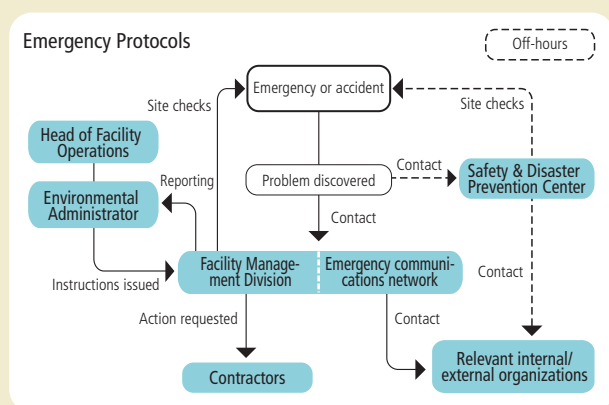 Emergency Protocols
Off-hours
Emergency or accident
Site checks
Site checks
Head of Facility
Operations
Contact
Problem discovered
Safety & Disaster
Prevention Center
Reporting
Environmental
Administrator
Contact
Facility Manage-
ment Division
Emergency communi-
cations network
Contact
Instructions issued
Action requested
Contact
Contractors
Relevant internal/
external organizations